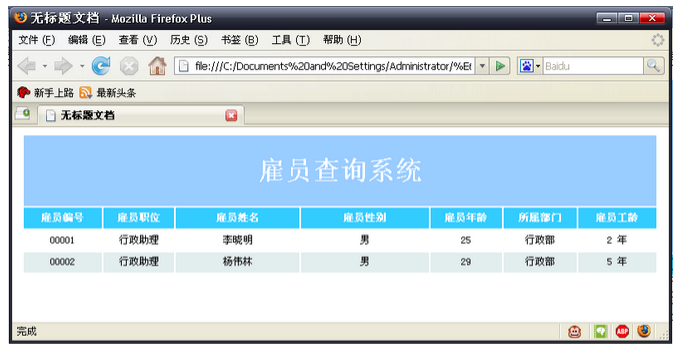 无标题文档 - Mozilla Firefox Plus
文件 (F) 编辑 (E) 查看 (V) 历史 (S) 书签 (B) 工具 (T) 帮助 (H)
file:///C:/Documents%20and%20Settings/Administrator/%E Baidu
新手上路 最新头条
无标题文档
雇员查询系统
雇员编号 雇员职位 雇员姓名 雇员性别 雇员年龄 所属部门 雇员工龄
00001 行政助理 李晓明 男 25 行政部 2 年
00002 行政助理 杨伟林 男 29 行政部 5 年
完成 ABP